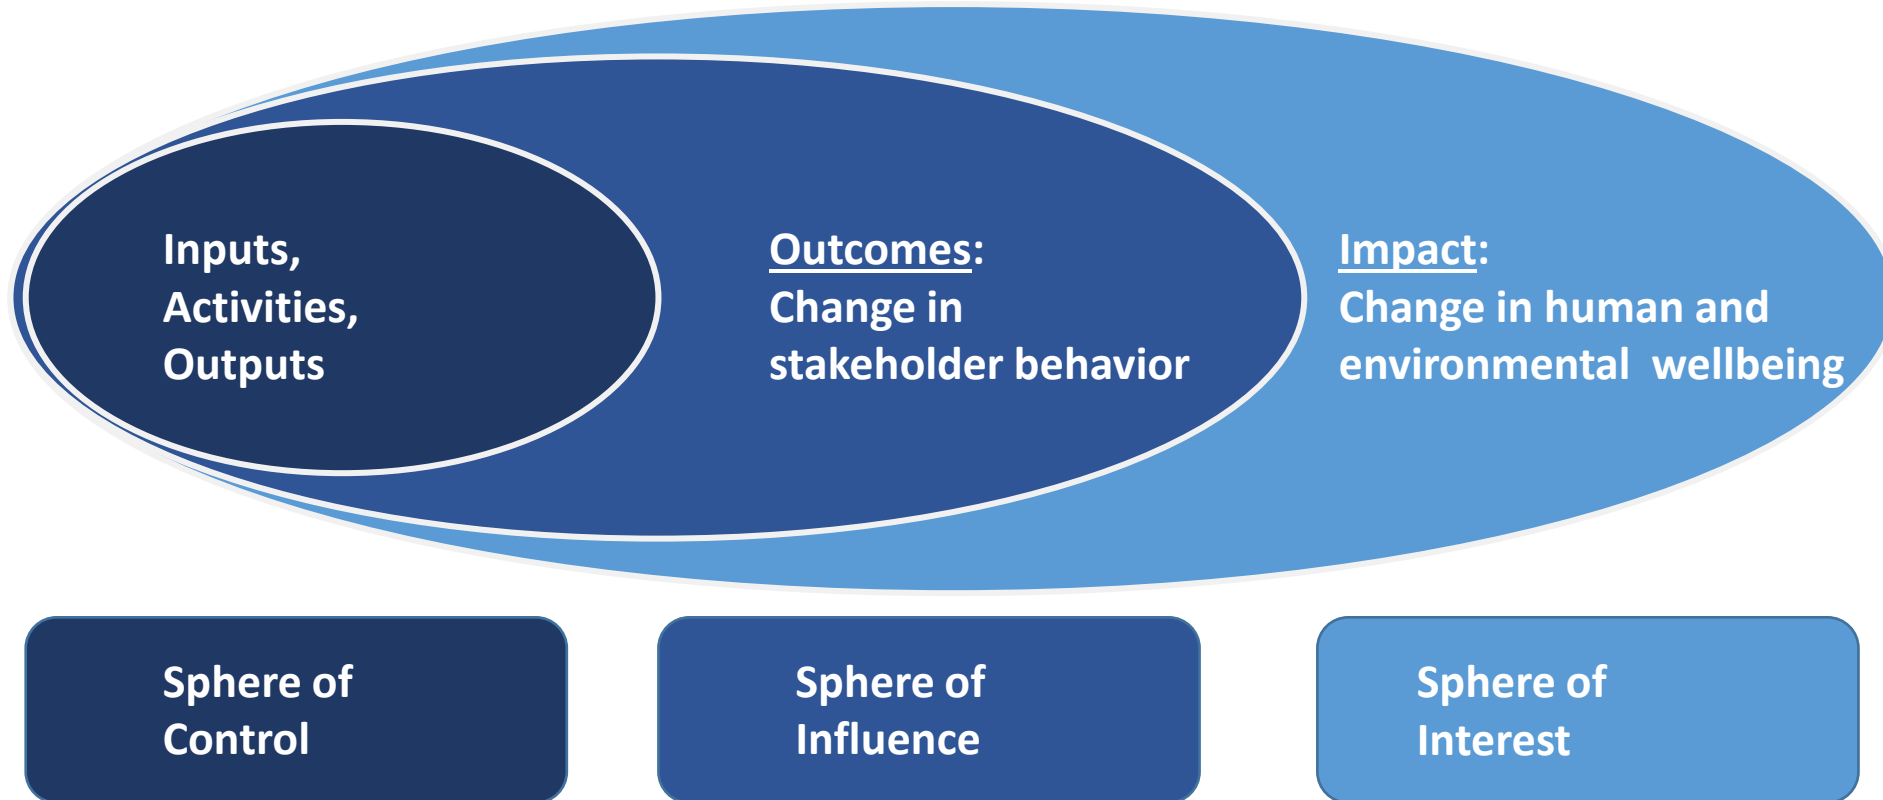 Inputs,
Activities,
Outputs
Outcomes:
Change in
stakeholder behavior
Impact:
Change in human and
environmental  wellbeing
Sphere of
Control
Sphere of
Influence
Sphere of
Interest